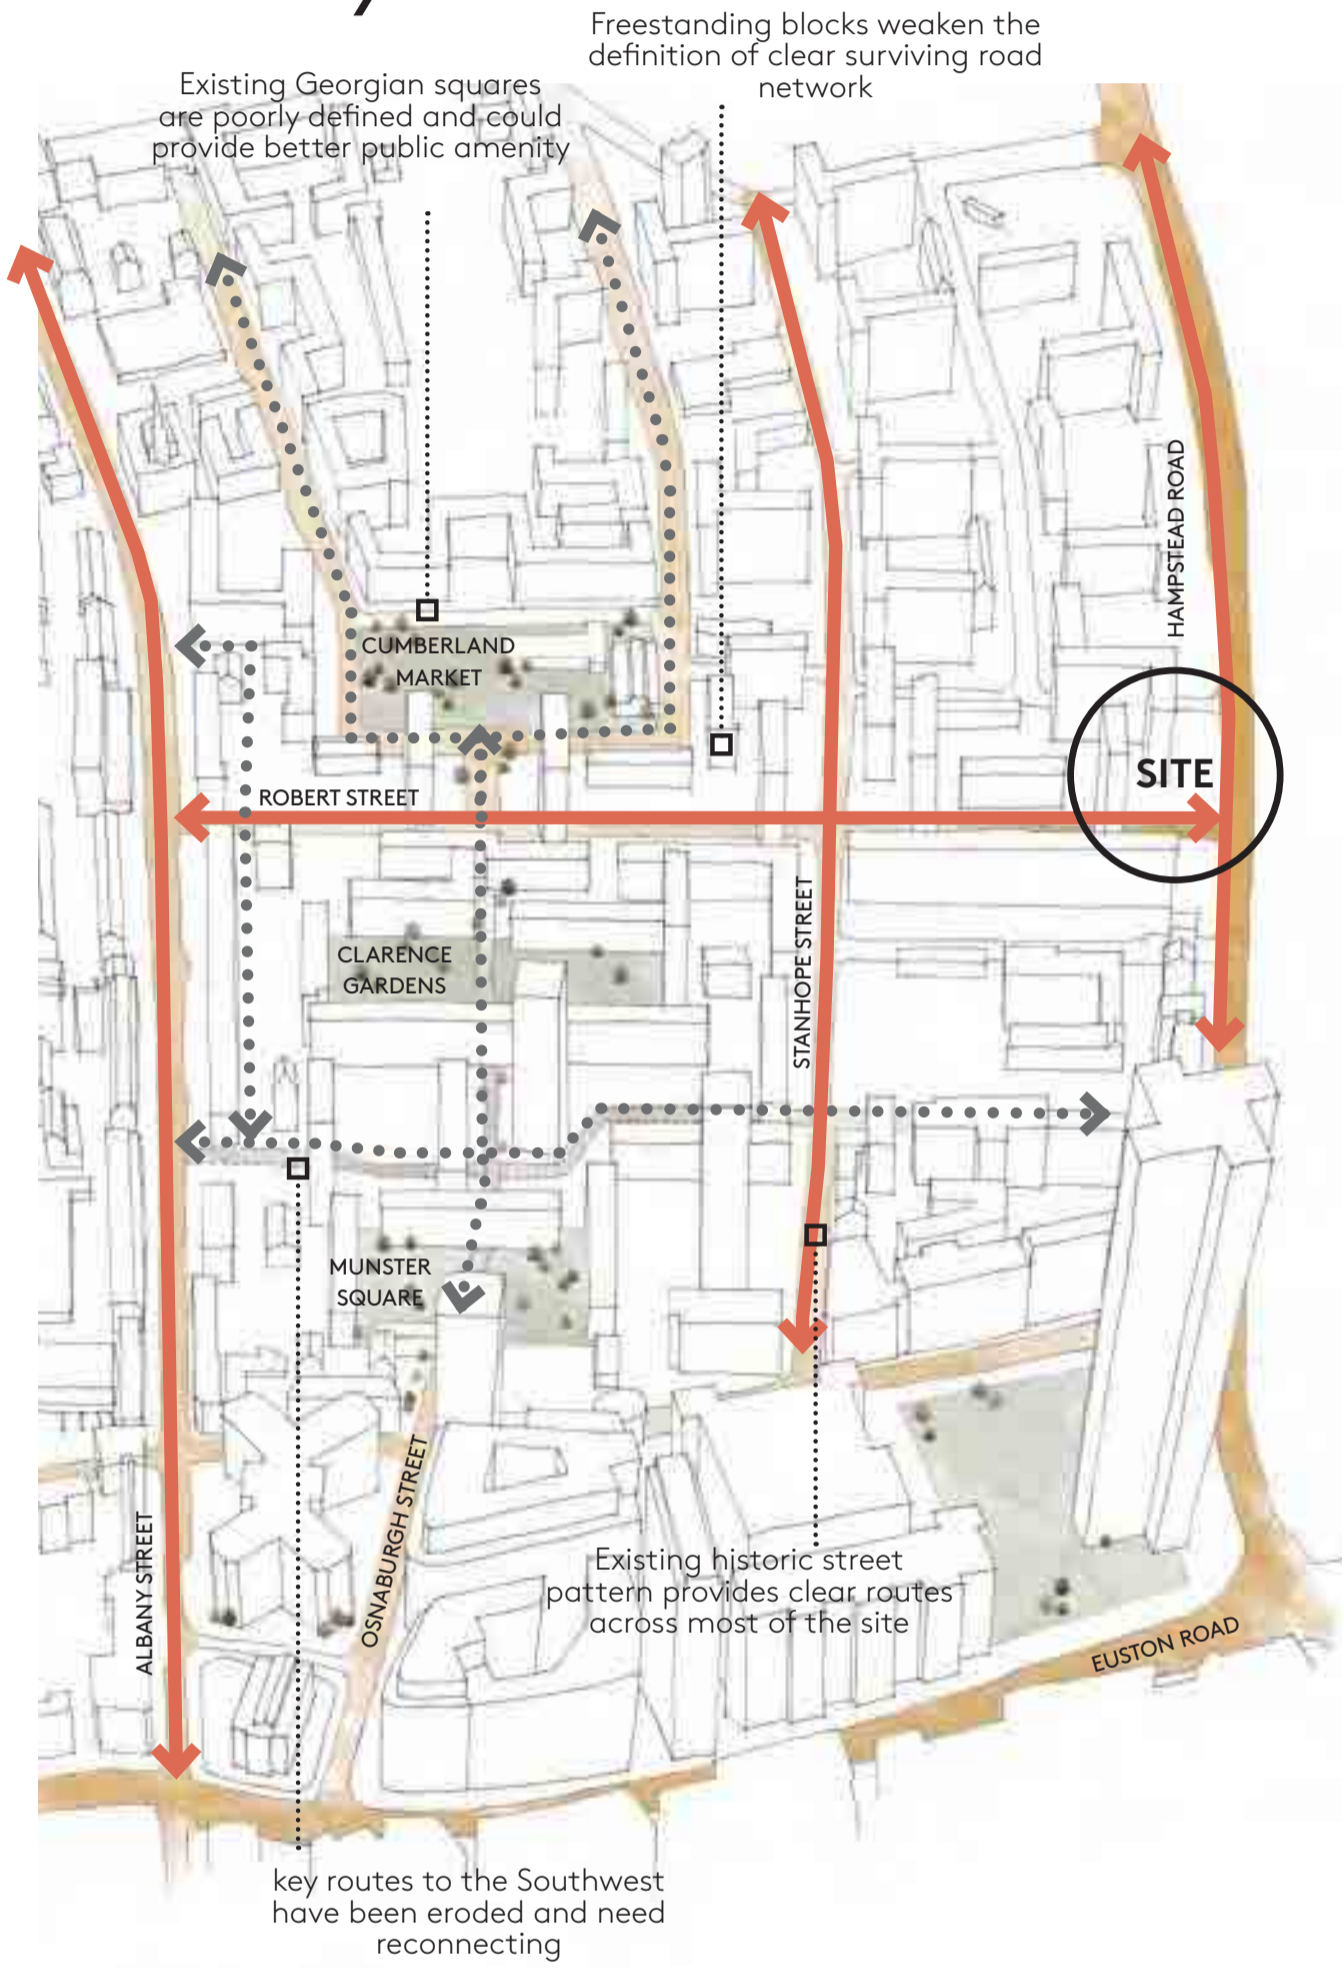 Freestanding blocks weaken the
definition of clear surviving road
network
Existing Georgian squares
are poorly defined and could
provide better public amenity
HAMPSTEAD ROAD
CUMBERLAND
MARKET
SITE
ROBERT STREET
STANHOPE STREET
CLARENCE
GARDENS
MUNSTER
SQUARE
OSNABURGH STREET
ALBANY STREET
Existing historic street
pattern provides clear routes
across most of the site
EUSTON ROAD
key routes to the Southwest
have been eroded and need
reconnecting